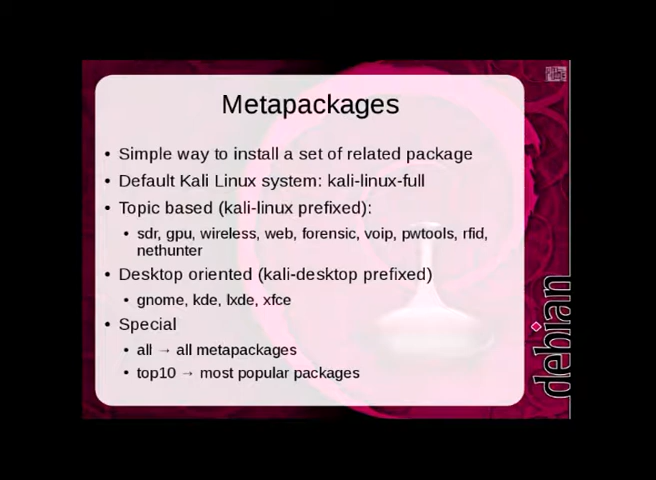 Metapackages
• Simple way to install a set of related package
• Default Kali Linux system: kali-linux-full
• Topic based (kali-linux prefixed):
• sdr, gpu, wireless, web, forensic, voip, pwtools, rfid,
nethunter
• Desktop oriented (kali-desktop prefixed)
• gnome, kde, lxde, xfce
• Special
• all → all metapackages
• top10 → most popular packages
debian